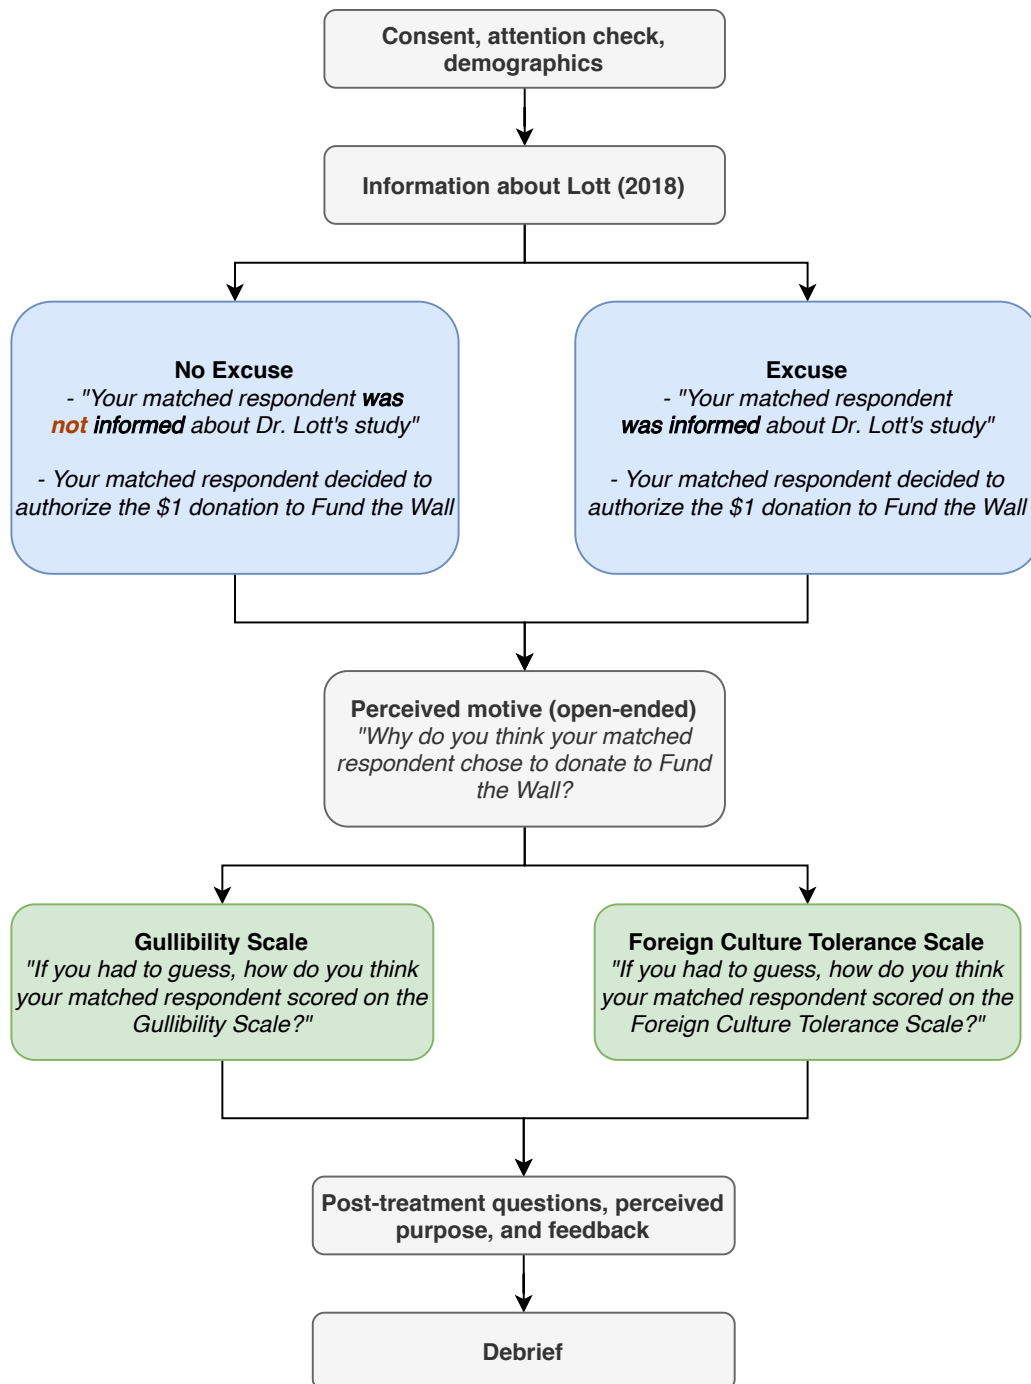 Consent, attention check,
demographics
Information about Lott (2018)
No Excuse
- "Your matched respondent was
not informed about Dr. Lott's study"
- Your matched respondent decided to
authorize the $1 donation to Fund the Wall
Excuse
- "Your matched respondent
was informed about Dr. Lott's study"
- Your matched respondent decided to
authorize the $1 donation to Fund the Wall
Perceived motive (open-ended)
"Why do you think your matched
respondent chose to donate to Fund
the Wall?
Gullibility Scale
"If you had to guess, how do you think
your matched respondent scored on the
Gullibility Scale?"
Foreign Culture Tolerance Scale
"If you had to guess, how do you think
your matched respondent scored on the
Foreign Culture Tolerance Scale?"
Post-treatment questions, perceived
purpose, and feedback
Debrief